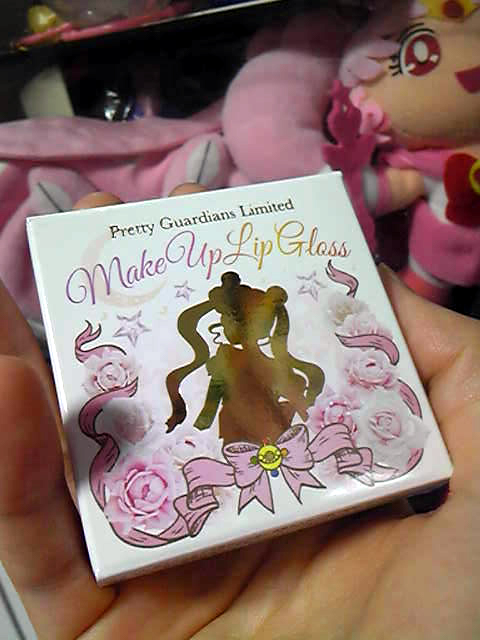 Pretty Guardians Limited
Make Up Lip Gloss